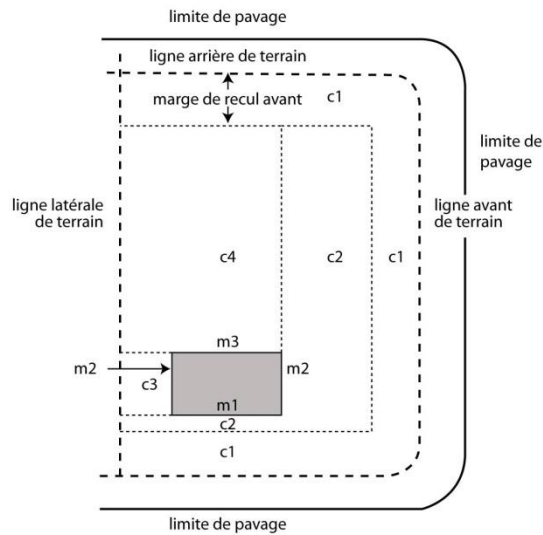 limite de pavage
ligne arrière de terrain
marge de recul avant
c1
limite de
pavage
ligne latérale
de terrain
ligne avant
de terrain
c4
c2
c1
m3
m2
c3
m2
m1
c2
c1
limite de pavage